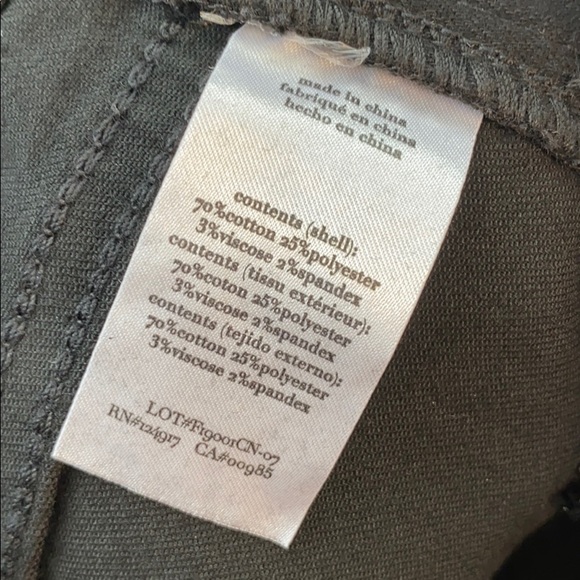 made in china
fabriqué en china
hecho en china
contents (shell):
70%cotton 25%polyester
3%viscose 2%spandex
contents (tissu extérieur):
70%coton 25%polyester
3%viscose 2%spandex
contents (tejido externo):
70%cotton 25%polyester
3%viscose 2%spandex
LOT#F19001CN-07
RN#124917 CA#00985